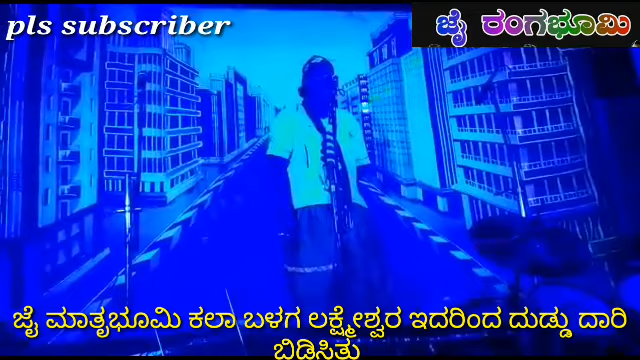 pls subscriber
ಜೈ ರಂಗಭೂಮಿ
ಜೈ ಮಾತೃಭೂಮಿ ಕಲಾ ಬಳಗ ಲಕ್ಷ್ಮೇಶ್ವರ ಇದರಿಂದ ದುಡ್ಡು ದಾರಿ
ಬಿಡಿಸಿತು